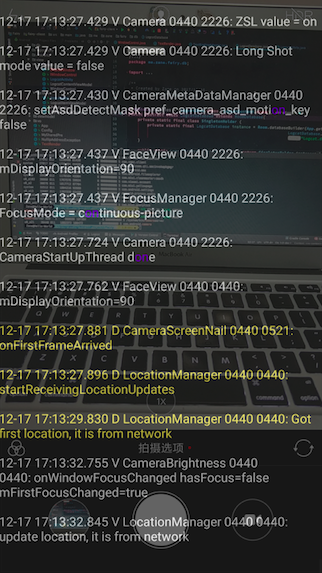 HIDE
12-17 17:13:27.429 V Camera 0440 2226: ZSL value = on
12-17 17:13:27.429 V Camera 0440 2226: Long Shot
mode value = false
12-17 17:13:27.430 V CameraMetaDataManager 0440
2226: setAsdDetectMask pref_camera_asd_motion_key
false
12-17 17:13:27.437 V FaceView 0440 2226:
mDisplayOrientation=90
12-17 17:13:27.437 V FocusManager 0440 2226:
FocusMode = continuous-picture
12-17 17:13:27.724 V Camera 0440 2226:
CameraStartUpThread done
12-17 17:13:27.762 V FaceView 0440 0440:
mDisplayOrientation=90
12-17 17:13:27.881 D CameraScreenNail 0440 0521:
onFirstFrameArrived
12-17 17:13:27.896 D LocationManager 0440 0440:
startReceivingLocationUpdates
1X
command
option
12-17 17:13:29.830 D LocationManager 0440 0440: Got
first location, it is from network
拍摄选项
12-17 17:13:32.755 V CameraBrightness 0440
0440: onWindowFocusChanged hasFocus=false
mFirstFocusChanged=true
12-17 17:13:32.845 V LocationManager 0440 0440:
update location, it is from network